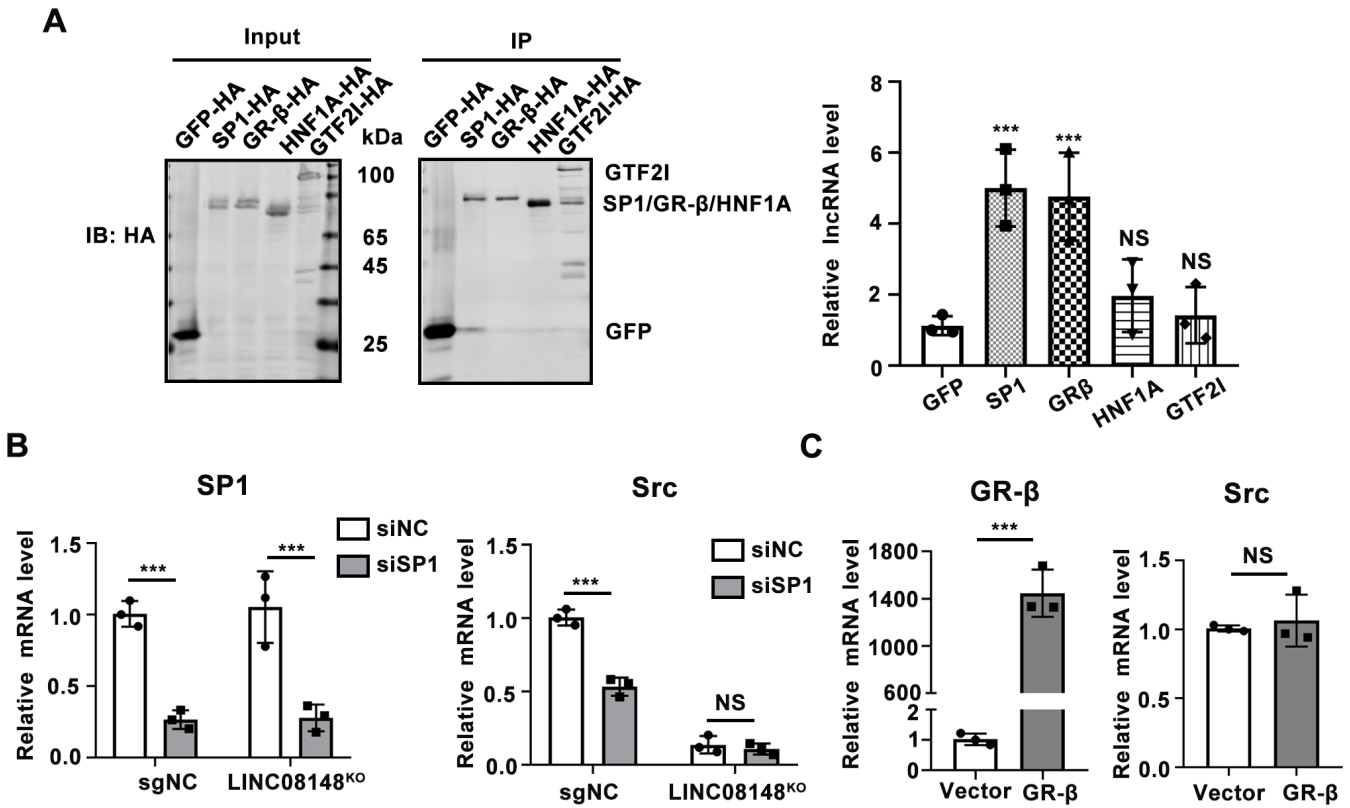 A
Input
IP
GFP-HA
SP1-HA
GR-β-HA
HNF1A-HA
GTF2I-HA
kDa
GFP-HA
SP1-HA
GR-β-HA
HNF1A-HA
GTF2I-HA
IB: HA
100
65
45
25
GTF2I
SP1/GR-β/HNF1A
GFP
Relative lncRNA level
8
6
4
2
0
***
***
NS
NS
GFP
SP1
GRβ
HNF1A
GTF2I
B
SP1
Relative mRNA level
1.5
1.0
0.5
0.0
***
***
siNC
siSP1
sgNC
LINC08148KO
Src
Relative mRNA level
1.5
1.0
0.5
0.0
***
NS
siNC
siSP1
sgNC
LINC08148KO
C
GR-β
Relative mRNA level
1800
1400
1000
600
2
1
0
***
Vector
GR-β
Src
Relative mRNA level
1.5
1.0
0.5
0.0
NS
Vector
GR-β